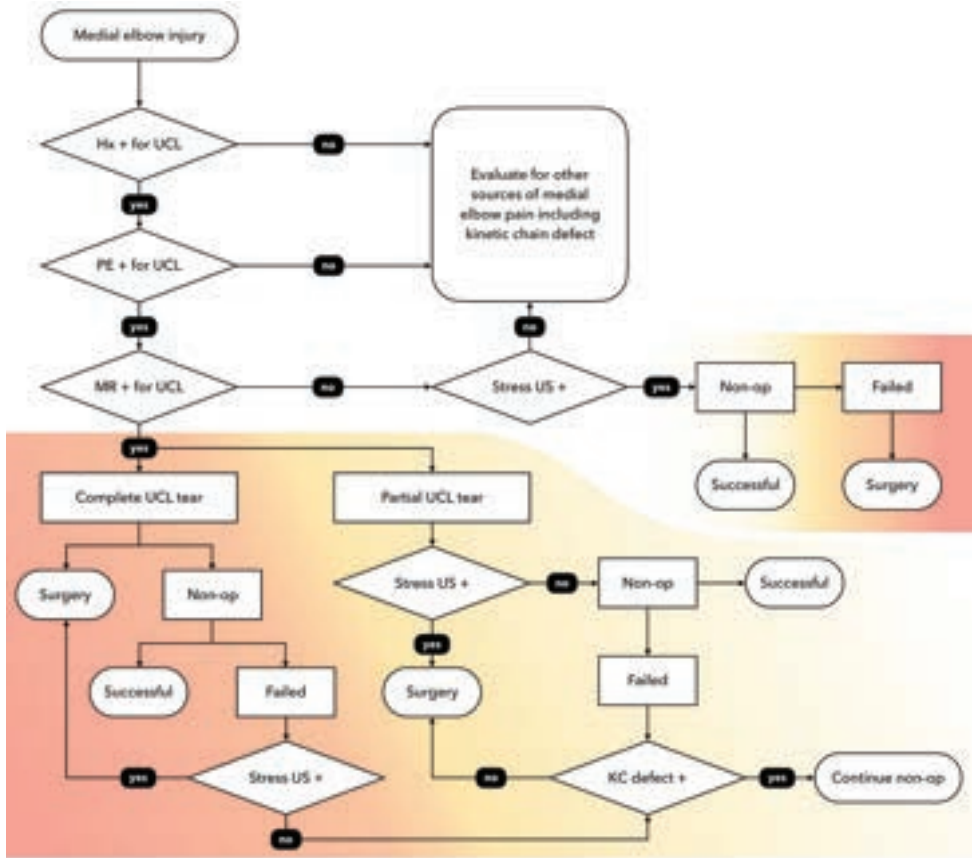 Medial elbow injury
Hx + for UCL
no
Evaluate for other
sources of medial
elbow pain including
kinetic chain defect
yes
PE + for UCL
no
yes
no
MR + for UCL
no
Stress US +
yes
Non-op
Failed
yes
Complete UCL tear
Partial UCL tear
Successful
Surgery
Surgery
Non-op
Stress US +
no
Non-op
Successful
yes
Successful
Failed
Surgery
Failed
yes
Stress US +
no
KC defect +
yes
Continue non-op
no